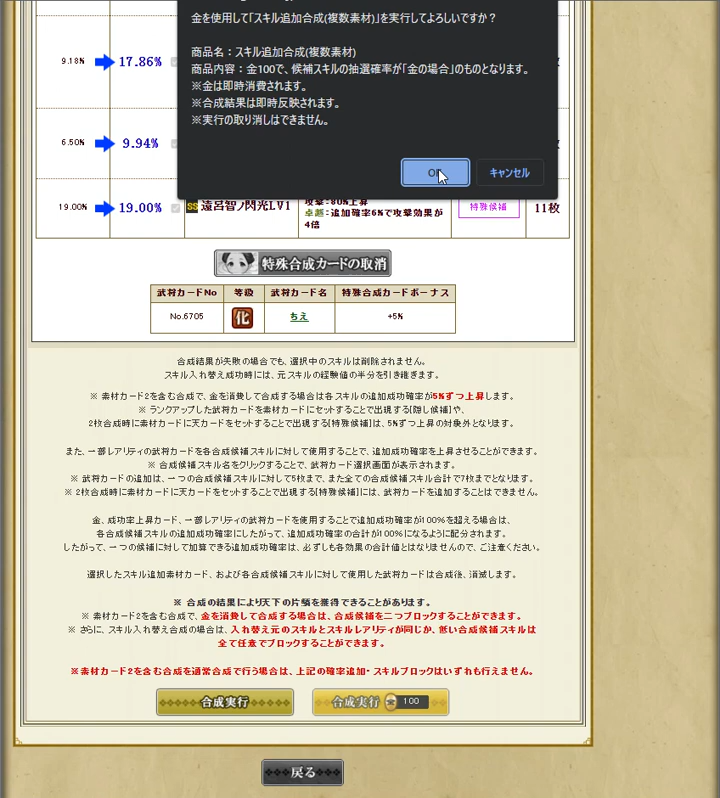 金を使用して「スキル追加合成(複数素材)」を実行してよろしいですか?
商品名:スキル追加合成(複数素材)
商品内容:金100で、候補スキルの抽選確率が「金の場合」のものとなります。
※金は即時消費されます。
※合成結果は即時反映されます。
※実行の取り消しはできません。
キャンセル
9.18% 17.86%
6.50% 9.94%
19.00% 19.00% SS 遠呂智ノ閃光LV1
攻撃:80%上昇
卓越:追加確率6%で攻撃効果が
4倍
特殊候補 11枚
特殊合成カードの取消
武将カードNo 等級 武将カード名 特殊合成カードボーナス
No.6705 化 ちえ +5%
合成結果が失敗の場合でも、選択中のスキルは削除されません。
スキル入れ替え成功時には、元スキルの経験値の半分を引き継ぎます。
※ 素材カード2を含む合成で、金を消費して合成する場合は各スキルの追加成功確率が5%ずつ上昇します。
※ ランクアップした武将カードを素材カードにセットすることで出現する[隠し候補]や、
2枚合成時に素材カードに天カードをセットすることで出現する[特殊候補]は、5%ずつ上昇の対象外となります。
また、一部レアリティの武将カードを各合成候補スキルに対して使用することで、追加成功確率を上昇させることができます。
※ 合成候補スキル名をクリックすることで、武将カード選択画面が表示されます。
※ 武将カードの追加は、一つの合成候補スキルに対して5枚まで、また全ての合成候補スキル合計で7枚までとなります。
※ 2枚合成時に素材カードに天カードをセットすることで出現する[特殊候補]には、武将カードを追加することはできません。
金、成功率上昇カード、一部レアリティの武将カードを使用することで追加成功確率が100%を超える場合は、
各合成候補スキルの追加成功確率にしたがって、追加成功確率の合計が100%になるように配分されます。
したがって、一つの候補に対して加算できる追加成功確率は、必ずしも各効果の合計値とはなりませんので、ご注意ください。
選択したスキル追加素材カード、および各合成候補スキルに対して使用した武将カードは合成後、消滅します。
※ 合成の結果により天下の片鱗を獲得できることがあります。
※ 素材カード2を含む合成で、金を消費して合成する場合は、合成候補を二つブロックすることができます。
※ さらに、スキル入れ替え合成の場合は、入れ替え元のスキルとスキルレアリティが同じか、低い合成候補スキルは
全て任意でブロックすることができます。
※素材カード2を含む合成を通常合成で行う場合は、上記の確率追加・スキルブロックはいずれも行えません。
合成実行 合成実行 100
戻る